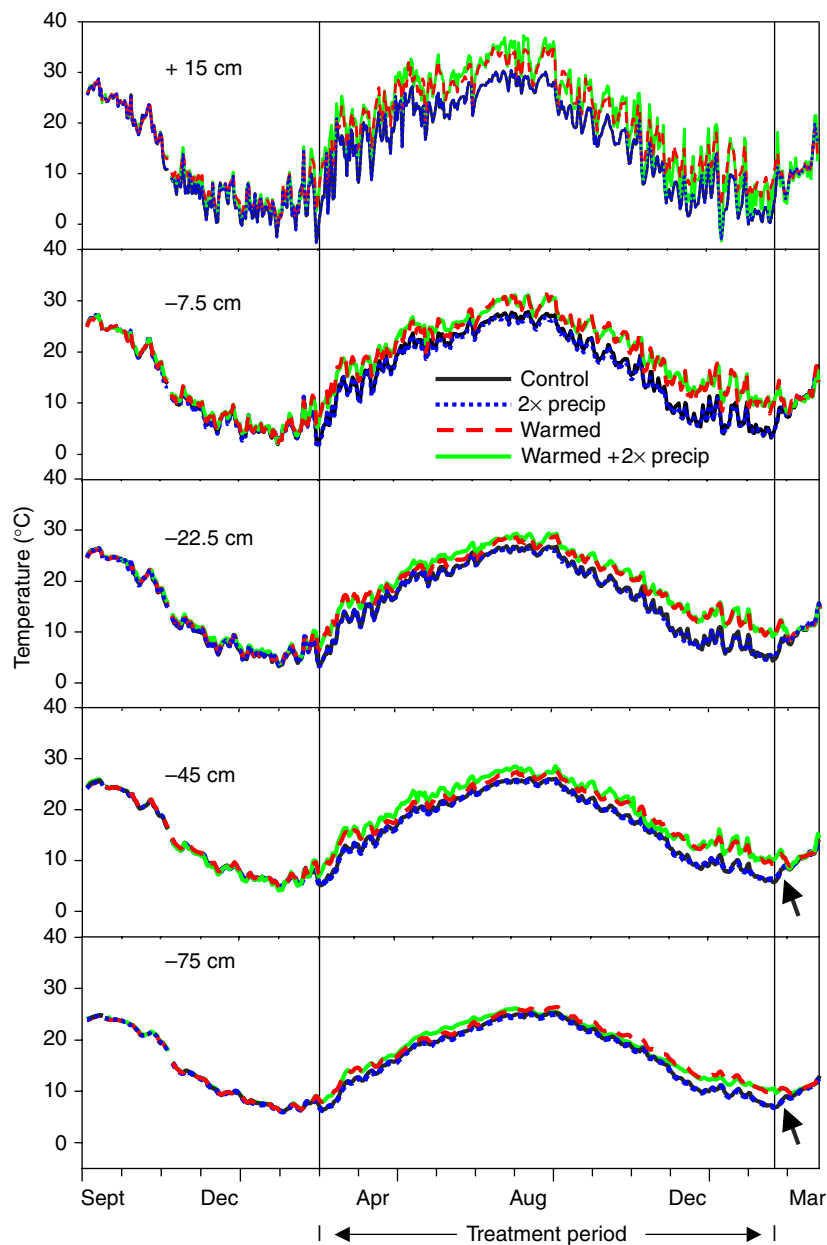 40
+ 15 cm
30
20
10
0
40
–7.5 cm
30
20
Control
2× precip
10
Warmed
Warmed +2× precip
0
40
–22.5 cm
30
20
10
0
Temperature (°C)
40
–45 cm
30
20
10
0
40
–75 cm
30
20
10
0
Sept Dec Apr Aug Dec Mar
Treatment period